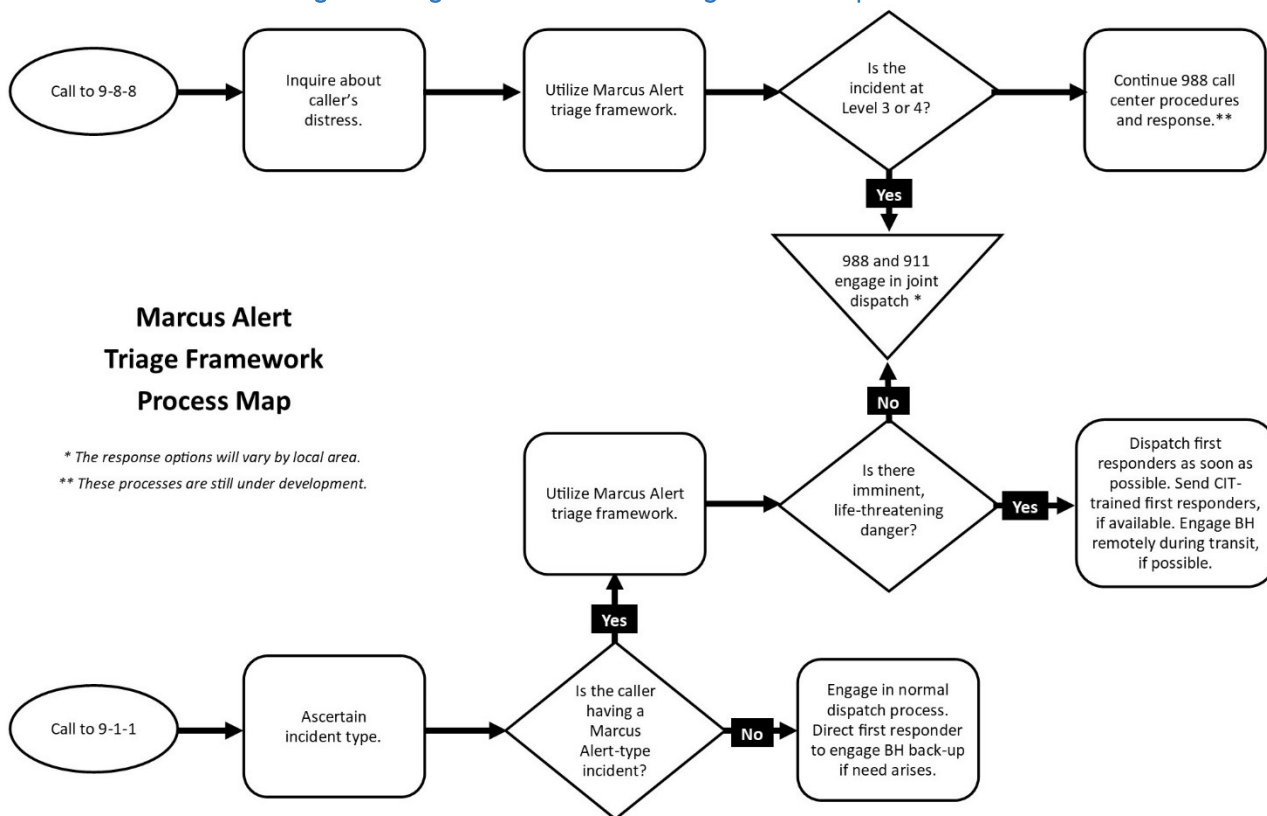 Call to 9-8-8
Inquire about
caller's
distress.
Utilize Marcus Alert
triage framework.
Is the
incident at
Level 3 or 4?
Continue 988 call
center procedures
and response.**
Yes
988 and 911
engage in joint
dispatch *
Marcus Alert
Triage Framework
Process Map
* The response options will vary by local area.
** These processes are still under development.
No
Utilize Marcus Alert
triage framework.
Is there
imminent,
life-threatening
danger?
Yes
Dispatch first
responders as soon as
possible. Send CIT-
trained first responders,
if available. Engage BH
remotely during transit,
if possible.
Yes
Call to 9-1-1
Ascertain
incident type.
Is the caller
having a
Marcus
Alert-type
incident?
No
Engage in normal
dispatch process.
Direct first responder
to engage BH back-up
if need arises.